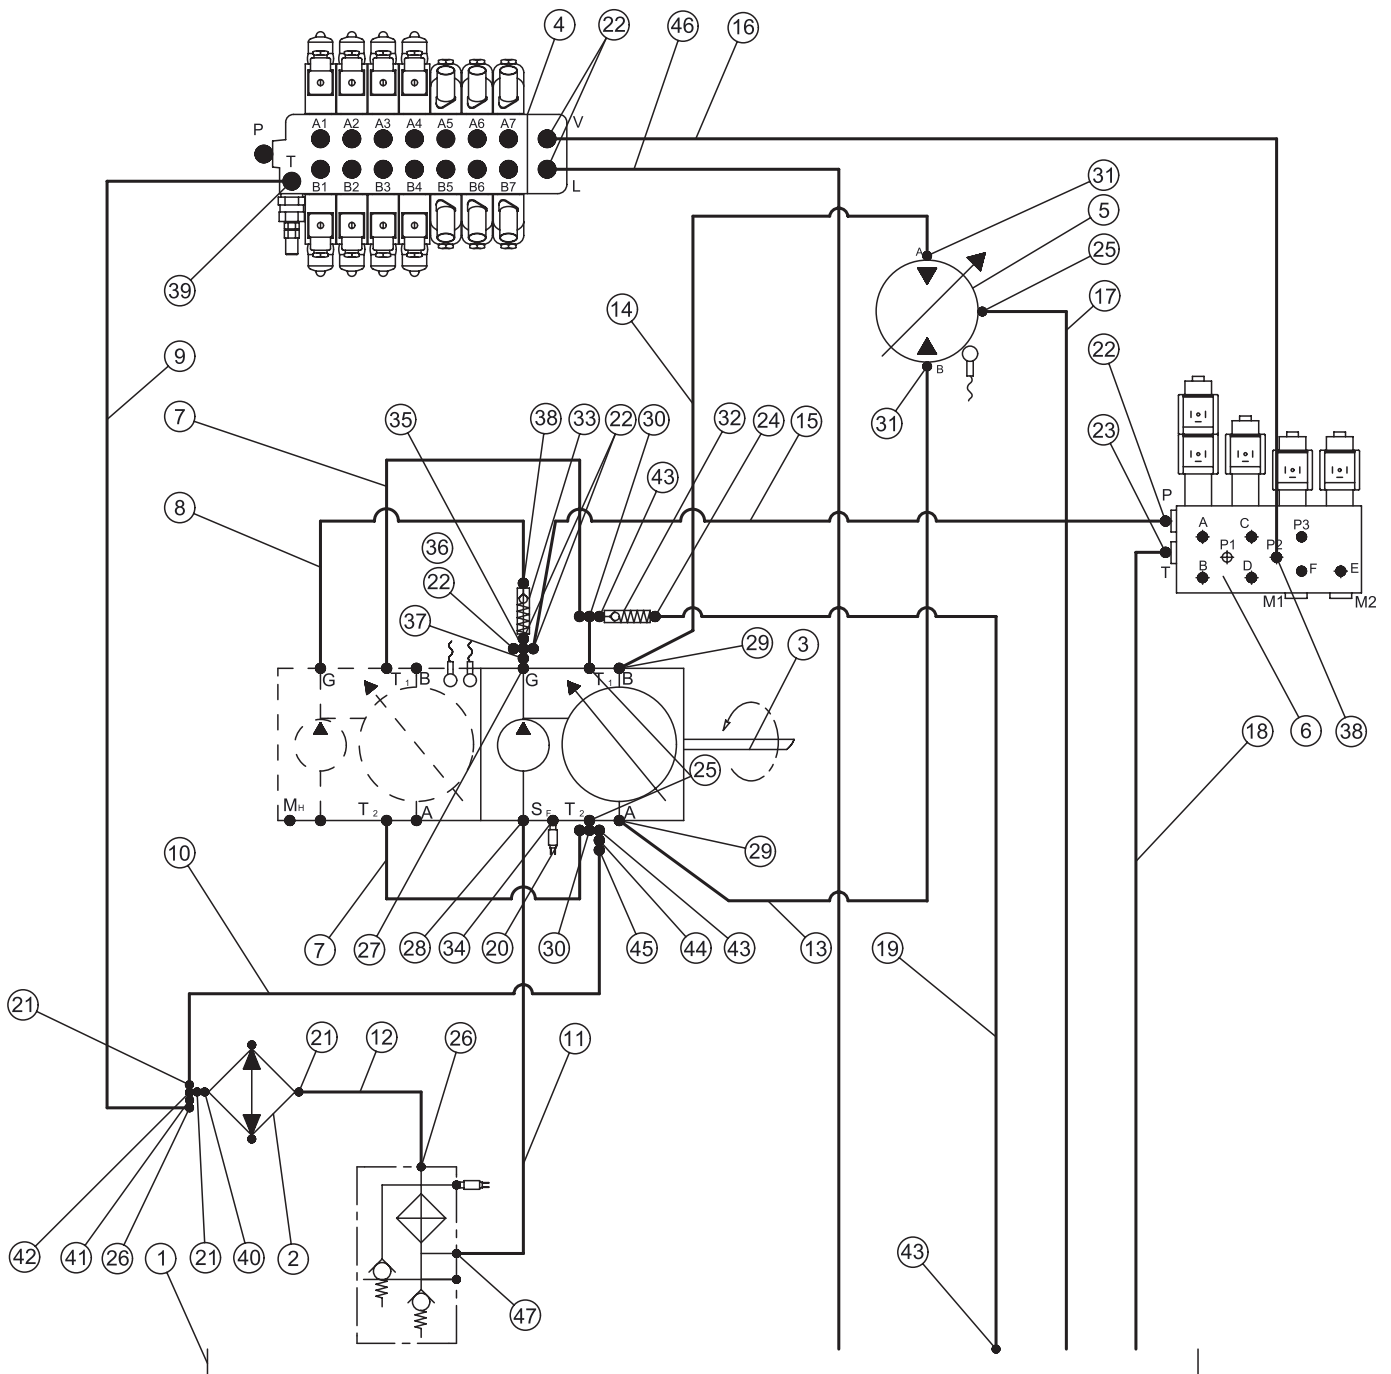 4 22 46 16
A1 A2 A3 A4 A5 A6 A7 V
P
T
B1 B2 B3 B4 B5 B6 B7 L
31
5
A
25
39
14
17
9
22
B
7 35 38 33 22 30 32 24 15 31
23
43
P
8
A C P3
36
P1 P2
T
22
B D F E
M1 M2
37
29 3
G T1 B G T1 B
18 6 38
25
MH T2 A SE T2 A
10
29
7 27 28 34 20 30 45 44 43 13 19
21
21 12 26 11
42 41 26 1 21 40 2
43
47